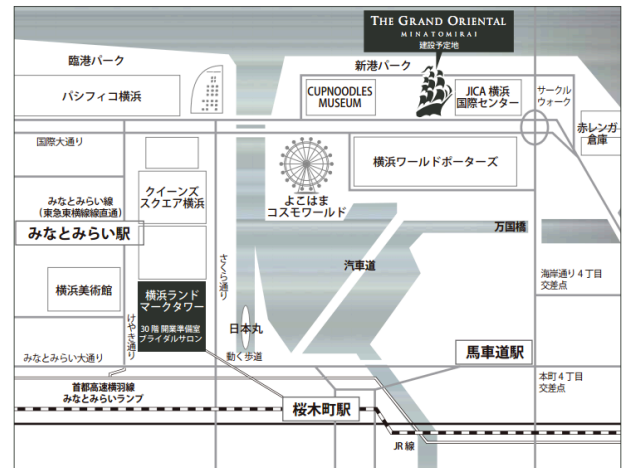 THE GRAND ORIENTAL
MINATOMIRAI
建設予定地
臨港パーク
新港パーク
パシフィコ横浜
CUPNOODLES
MUSEUM
JICA 横浜
国際センター
サークル
ウォーク
赤レンガ
倉庫
国際大通り
横浜ワールドポーターズ
クイーンズ
スクエア横浜
よこはま
コスモワールド
みなとみらい線
(東急東横線線直通)
みなとみらい駅
万国橋
さくら通り
汽車道
海岸通り4丁目
交差点
横浜美術館
横浜ランド
マークタワー
30階 開業準備室
ブライダルサロン
けやき通り
日本丸
動く歩道
馬車道駅
みなとみらい大通り
本町4丁目
交差点
首都高速横羽線
みなとみらいランプ
桜木町駅
JR線